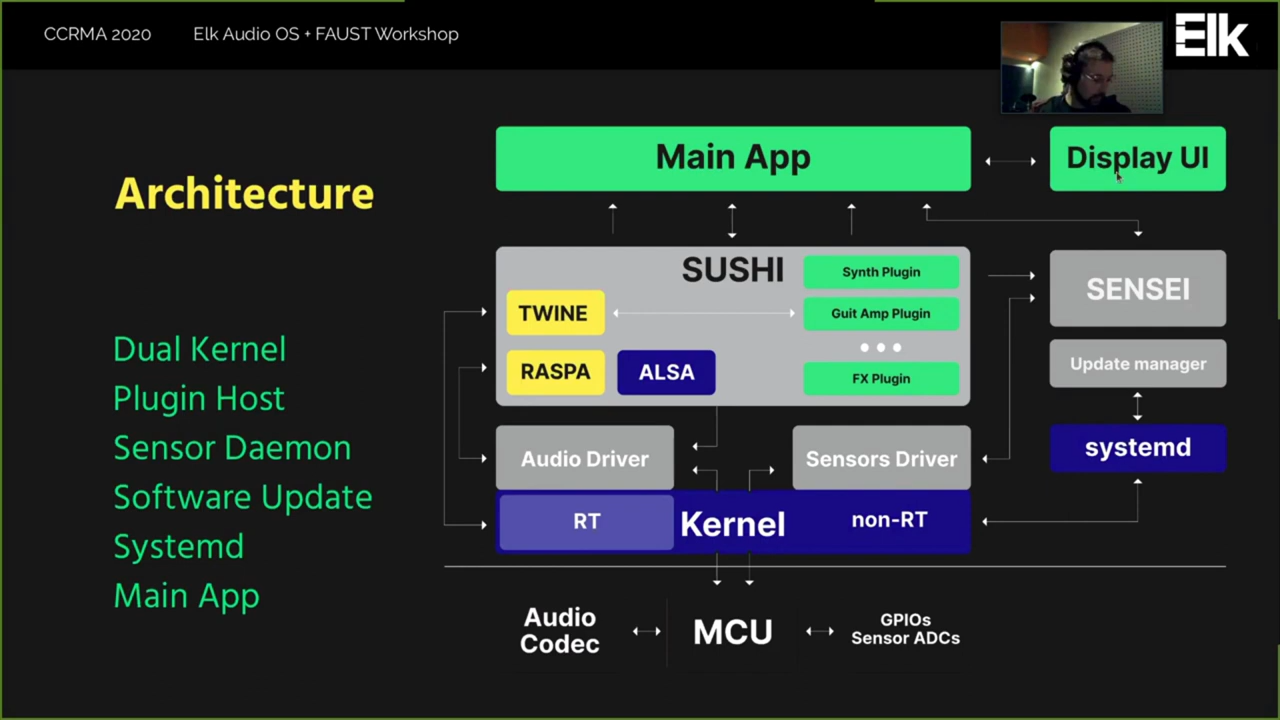 CCRMA 2020 Elk Audio OS + FAUST Workshop
Elk
Architecture
Dual Kernel
Plugin Host
Sensor Daemon
Software Update
Systemd
Main App
Main App
Display UI
SUSHI
Synth Plugin
TWINE
Guit Amp Plugin
RASPA
ALSA
FX Plugin
SENSEI
Update manager
systemd
Audio Driver
Sensors Driver
RT
Kernel
non-RT
Audio
Codec
MCU
GPIOs
Sensor ADCs